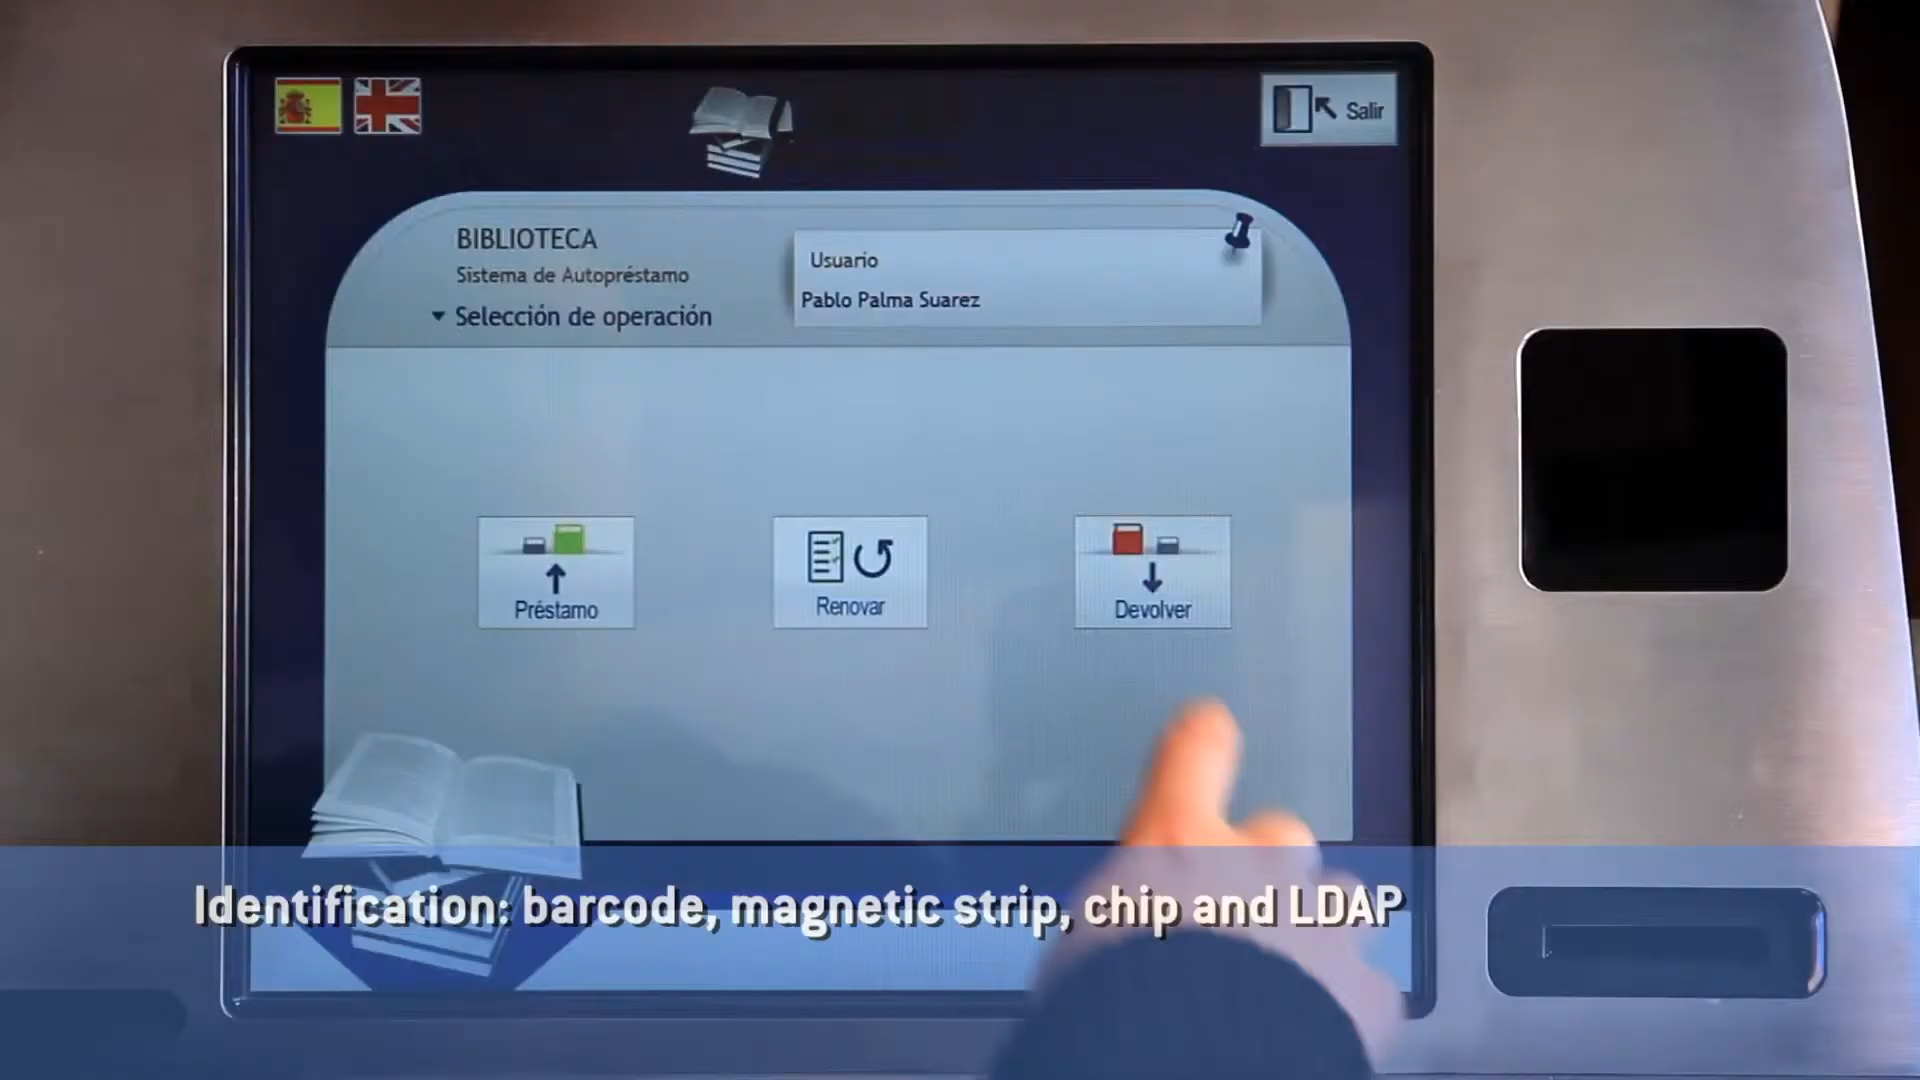 Salir
BIBLIOTECA
Sistema de Autopréstamo
Selección de operación
Usuario
Pablo Palma Suarez
Préstamo
Renovar
Devolver
Identification: barcode, magnetic strip, chip and LDAP